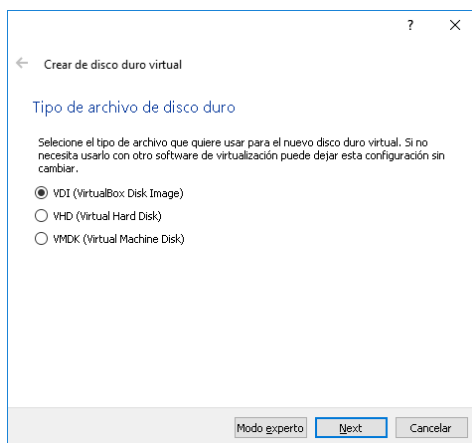 ?
Crear de disco duro virtual
Tipo de archivo de disco duro
Selecione el tipo de archivo que quiere usar para el nuevo disco duro virtual. Si no
necesita usarlo con otro software de virtualización puede dejar esta configuración sin
cambiar.
VDI (VirtualBox Disk Image)
VHD (Virtual Hard Disk)
VMDK (Virtual Machine Disk)
Modo experto Next Cancelar